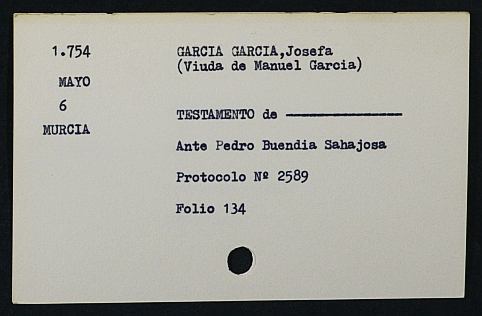 1.754
MAYO
6
MURCIA
GARCIA GARCIA,Josefa
(Viuda de Manuel Garcia)
TESTAMENTO de ————————
Ante Pedro Buendia Sahajosa
Protocolo Nº 2589
Folio 134